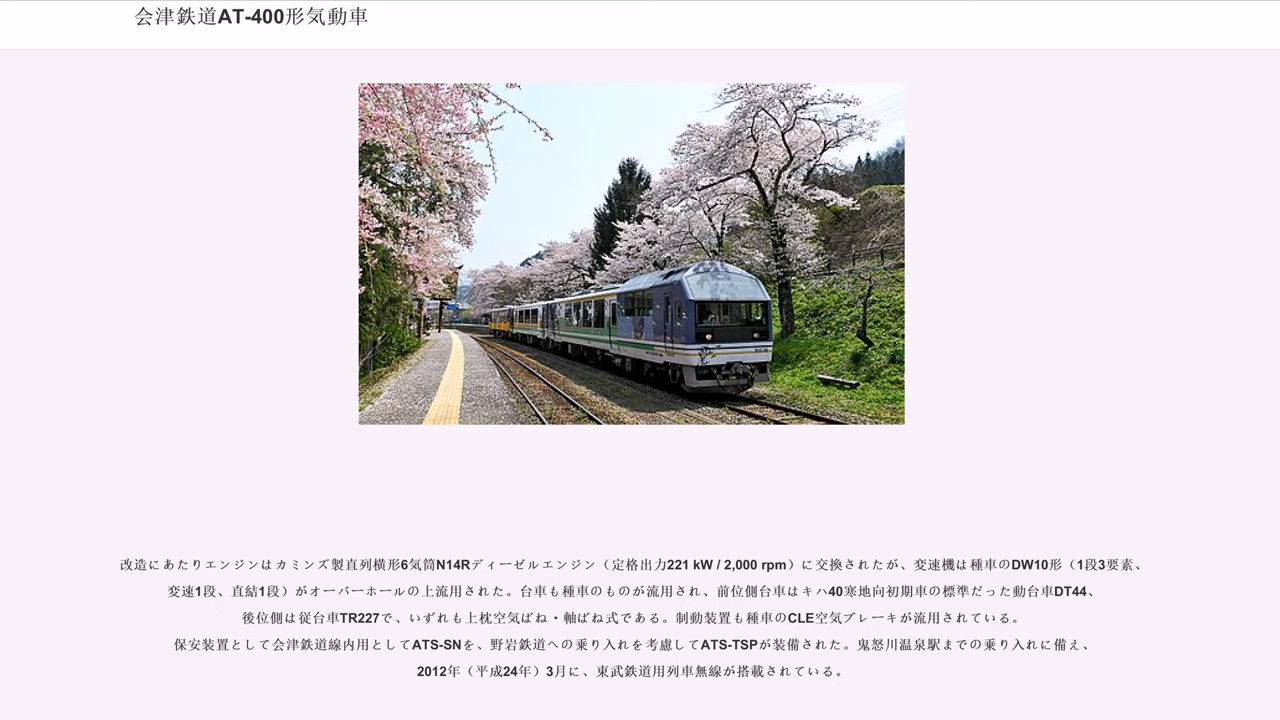 会津鉄道AT-400形気動車
改造にあたりエンジンはカミンズ製直列横形6気筒N14Rディーゼルエンジン（定格出力221 kW / 2,000 rpm）に交換されたが、変速機は種車のDW10形（1段3要素、
変速1段、直結1段）がオーバーホールの上流用された。台車も種車のものが流用され、前位側台車はキハ40寒地向初期車の標準だった動台車DT44、
後位側は従台車TR227で、いずれも上枕空気ばね・軸ばね式である。制動装置も種車のCLE空気ブレーキが流用されている。
保安装置として会津鉄道線内用としてATS-SNを、野岩鉄道への乗り入れを考慮してATS-TSPが装備された。鬼怒川温泉駅までの乗り入れに備え、
2012年（平成24年）3月に、東武鉄道用列車無線が搭載されている。